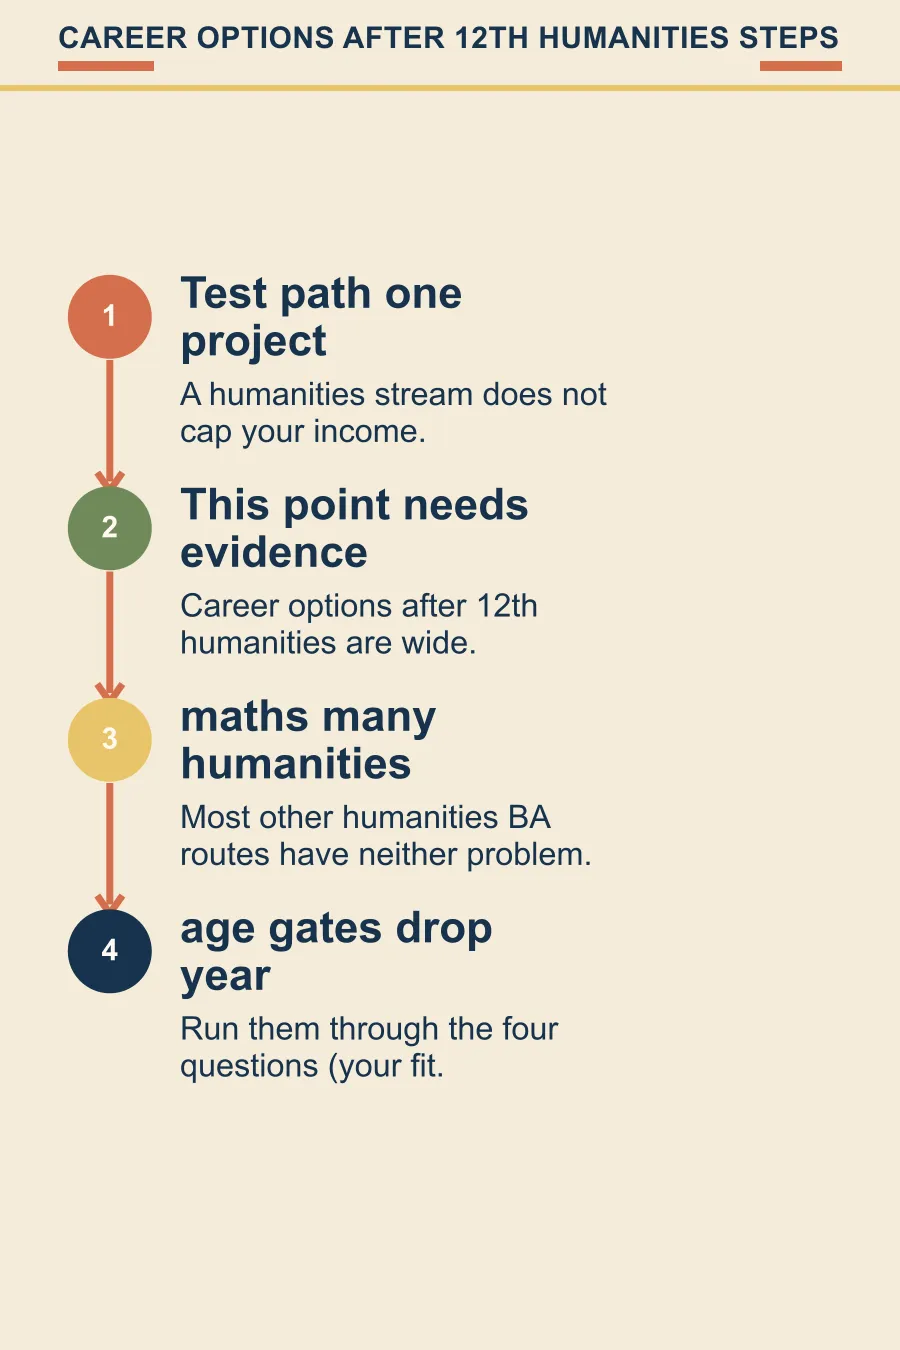 CAREER OPTIONS AFTER 12TH HUMANITIES STEPS
1
Test path one
project
A humanities stream does not
cap your income.
2
This point needs
evidence
Career options after 12th
humanities are wide.
3
maths many
humanities
Most other humanities BA
routes have neither problem.
4
age gates drop
year
Run them through the four
questions (your fit.